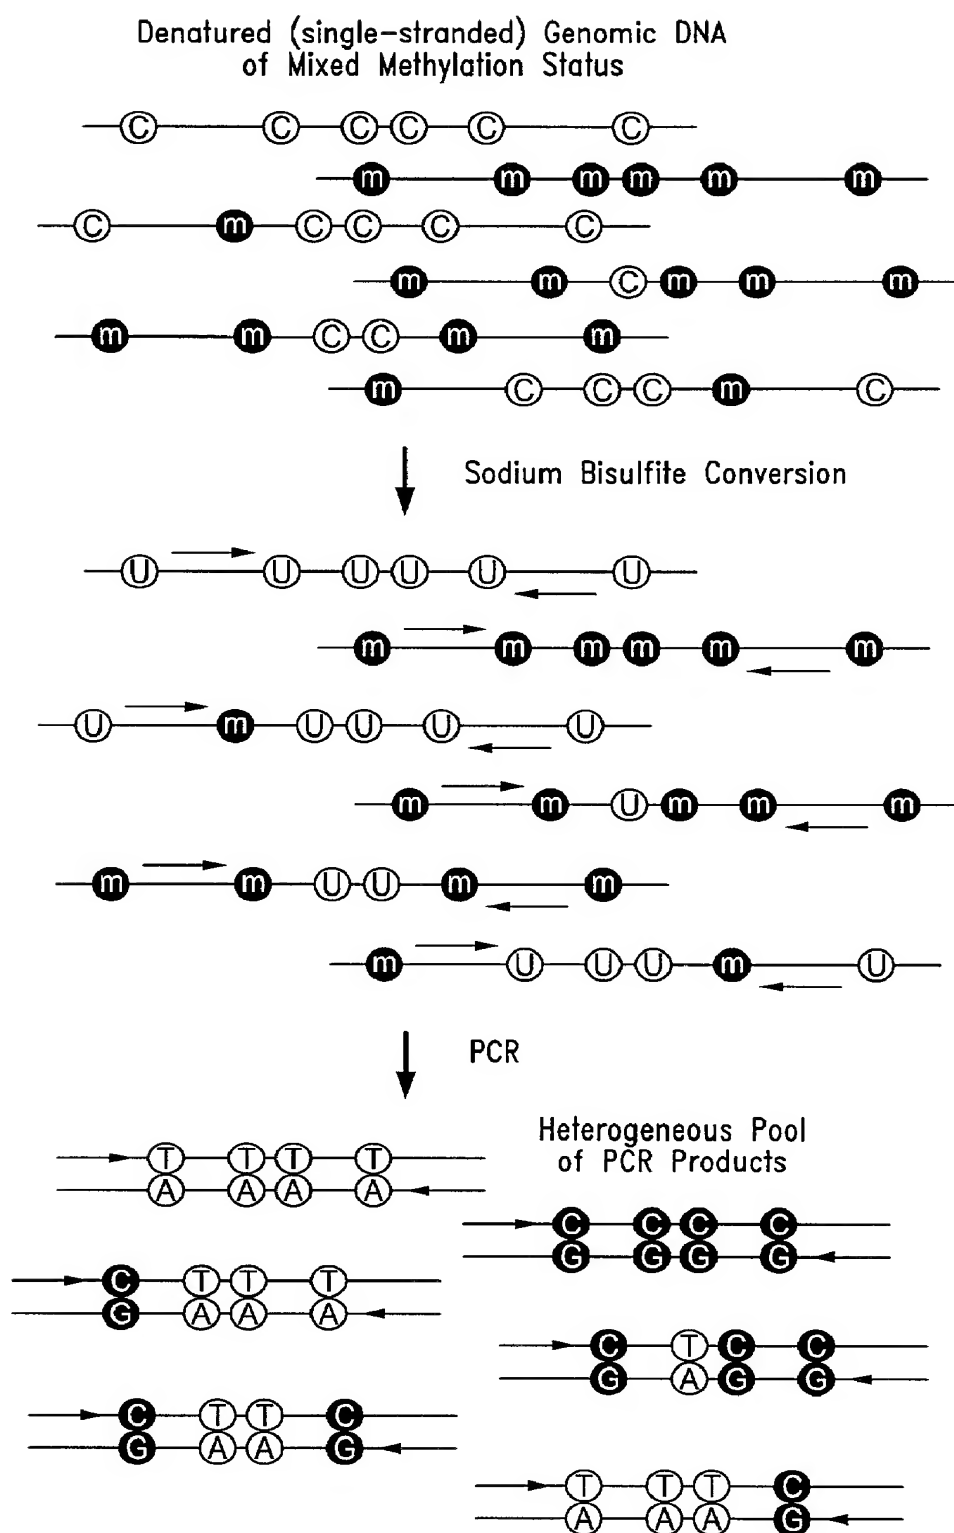 Denatured (single-stranded) Genomic DNA
of Mixed Methylation Status
C C C C C C
m m m m m m
C m C C C C
m m C m m m
m m C C m m
m C C C m C
Sodium Bisulfite Conversion
U U U U U U
m m m m m m
U m U U U U
m m U m m m
m m U U m m
m U U U m U
PCR
Heterogeneous Pool
of PCR Products
T T T T
A A A A
C C C C
G G G G
C T T T
G A A A
C T C C
G A G G
C T T C
G A A G
T T T C
A A A G